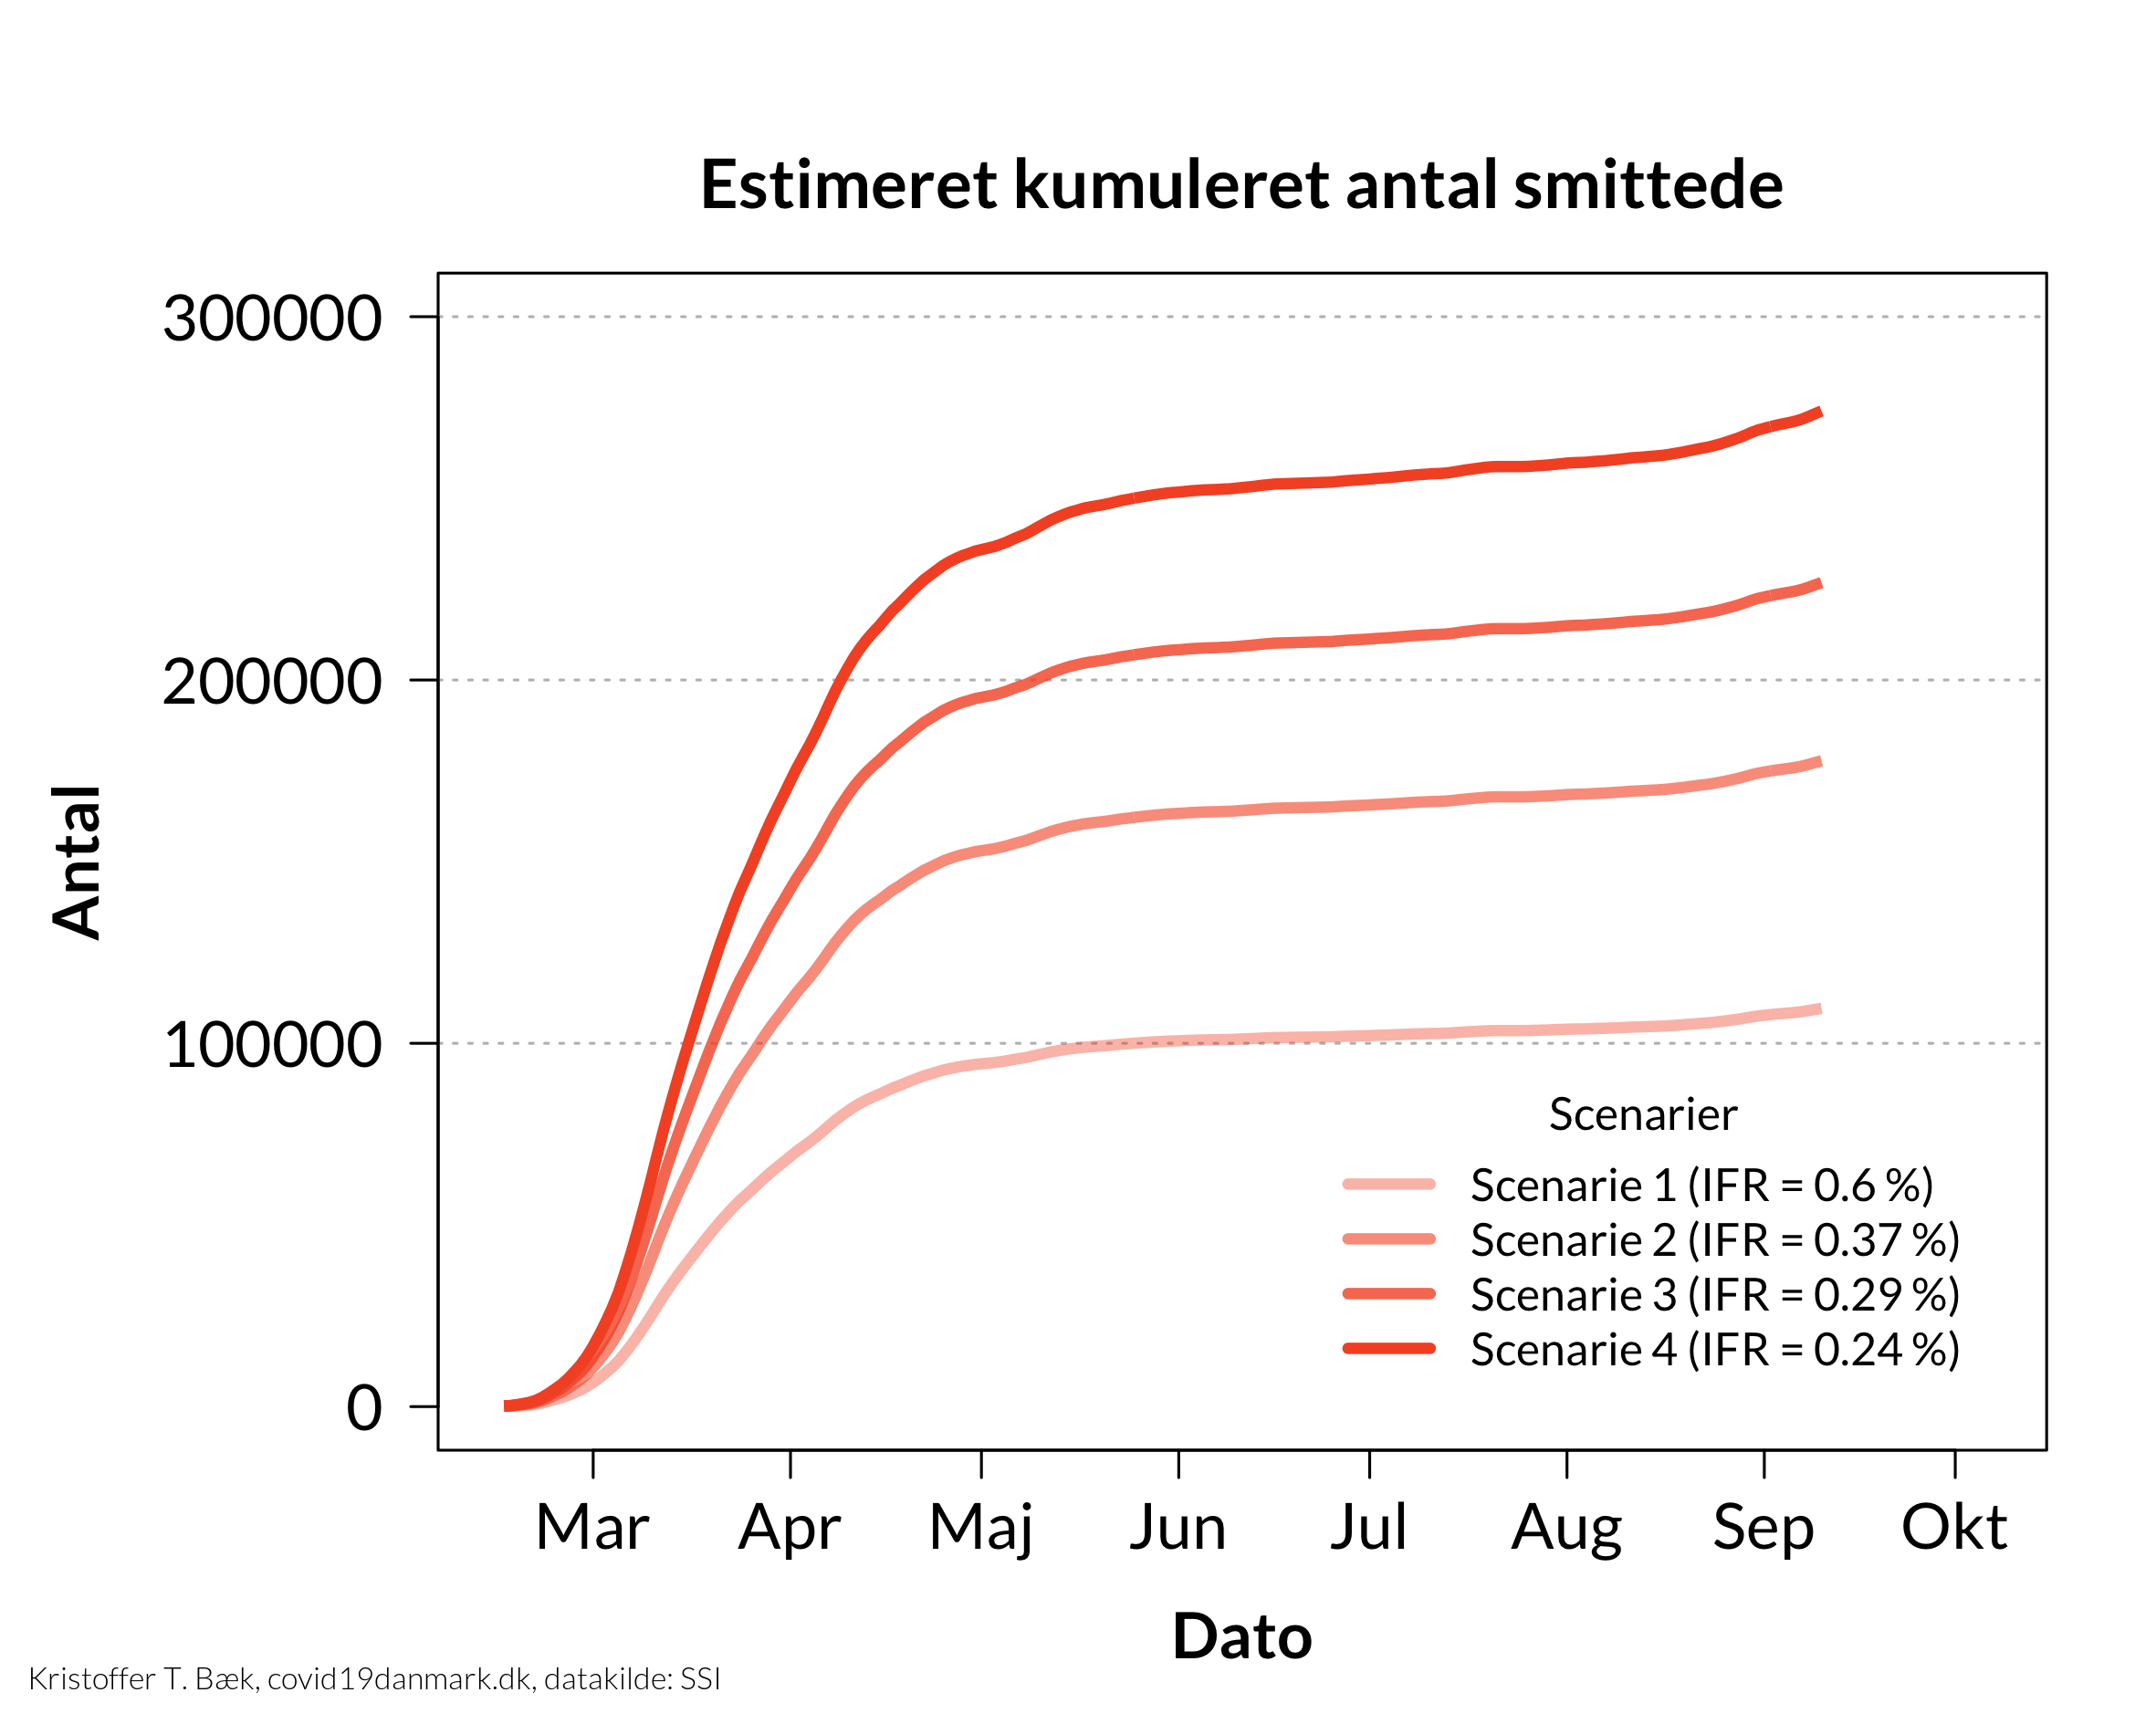 Estimeret kumuleret antal smittede
300000
200000
100000
0
Antal
Scenarier
Scenarie 1 (IFR = 0.6 %)
Scenarie 2 (IFR = 0.37 %)
Scenarie 3 (IFR = 0.29 %)
Scenarie 4 (IFR = 0.24 %)
Mar Apr Maj Jun Jul Aug Sep Okt
Dato
Kristoffer T. Bæk, covid19danmark.dk, datakilde: SSI